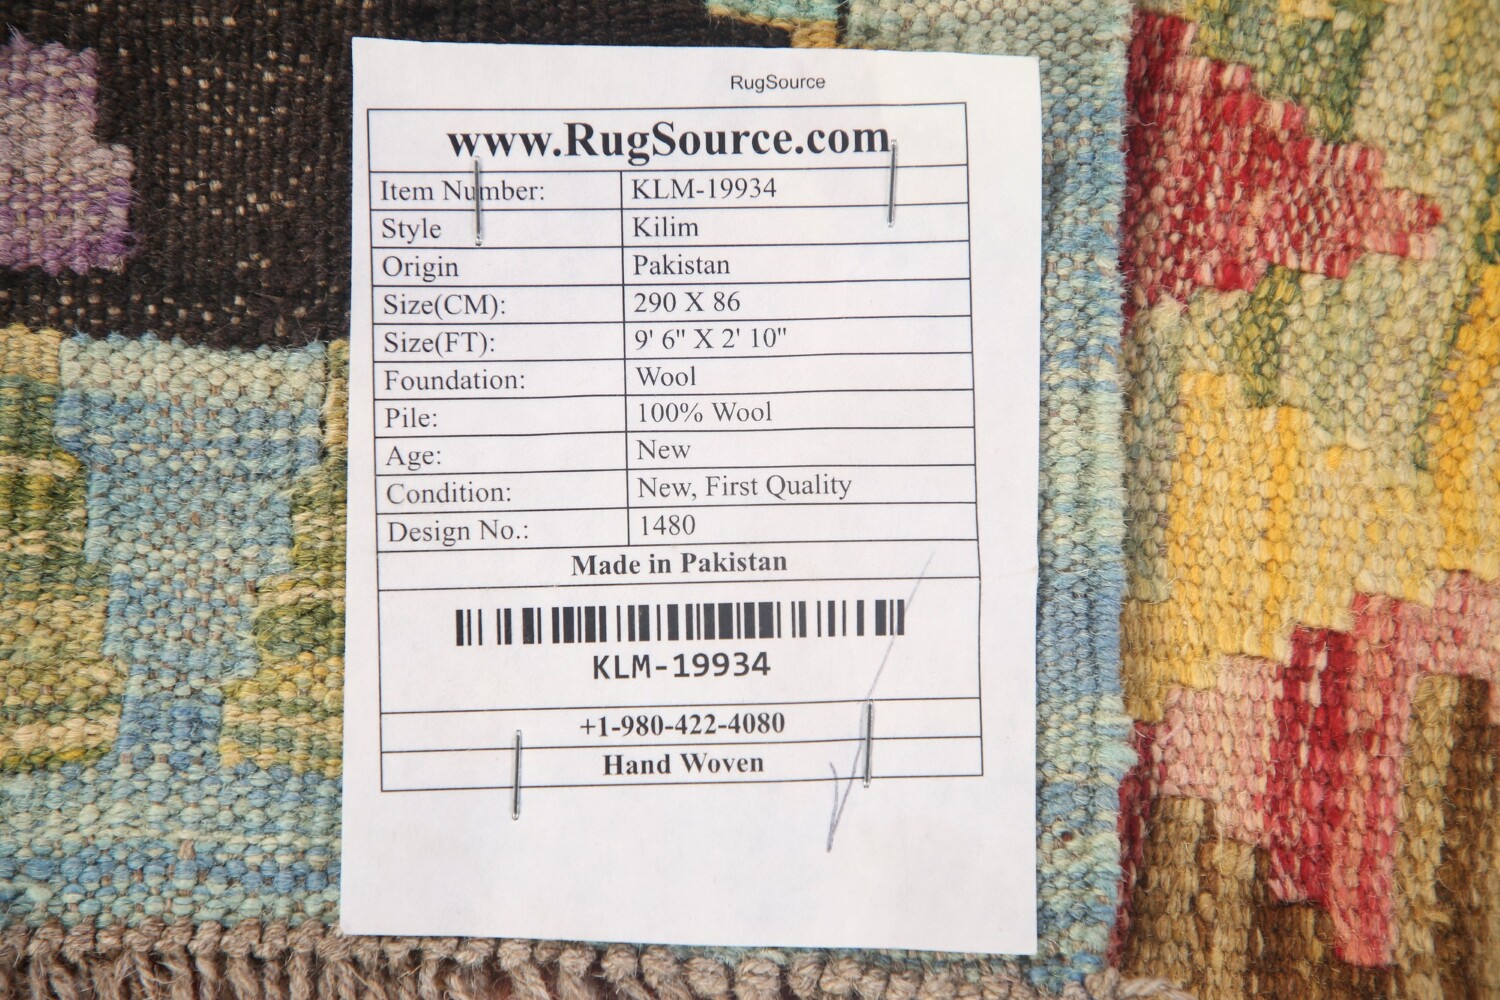 RugSource
www.RugSource.com
Item Number: KLM-19934
Style Kilim
Origin Pakistan
Size(CM): 290 X 86
Size(FT): 9' 6" X 2' 10"
Foundation: Wool
Pile: 100% Wool
Age: New
Condition: New, First Quality
Design No.: 1480
Made in Pakistan
KLM-19934
+1-980-422-4080
Hand Woven